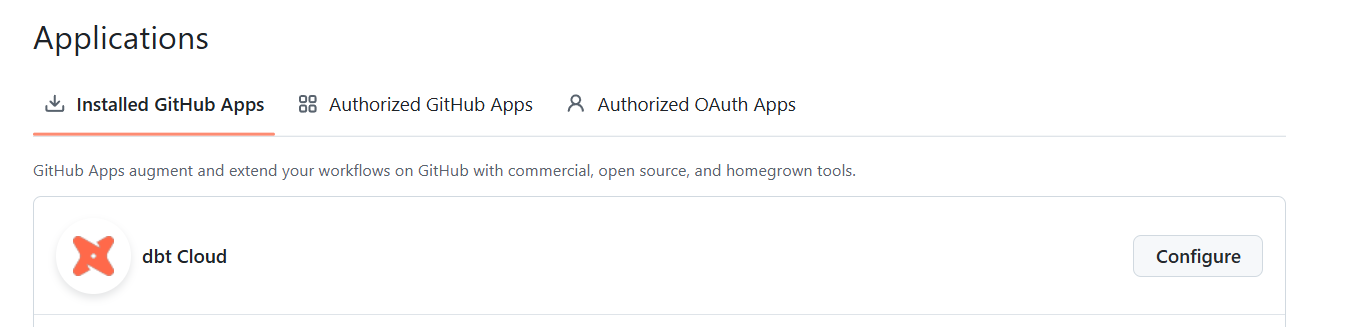 Applications
Installed GitHub Apps
Authorized GitHub Apps
Authorized OAuth Apps
GitHub Apps augment and extend your workflows on GitHub with commercial, open source, and homegrown tools.
dbt Cloud
Configure